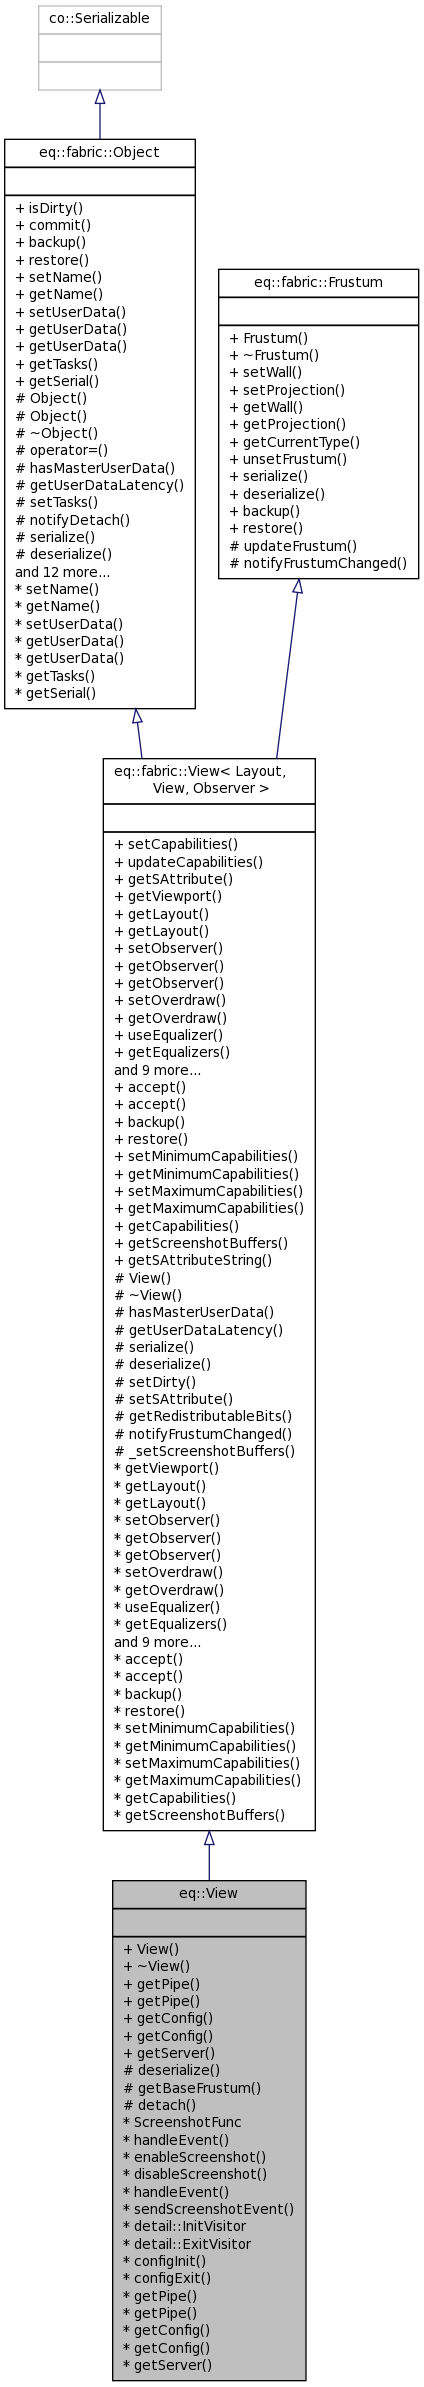 co::Serializable
eq::fabric::Object
+ isDirty()
+ commit()
+ backup()
+ restore()
+ setName()
+ getName()
+ setUserData()
+ getUserData()
+ getUserData()
+ getTasks()
+ getSerial()
# Object()
# Object()
# ~Object()
# operator=()
# hasMasterUserData()
# getUserDataLatency()
# setTasks()
# notifyDetach()
# serialize()
# deserialize()
and 12 more...
* setName()
* getName()
* setUserData()
* getUserData()
* getUserData()
* getTasks()
* getSerial()
eq::fabric::Frustum
+ Frustum()
+ ~Frustum()
+ setWall()
+ setProjection()
+ getWall()
+ getProjection()
+ getCurrentType()
+ unsetFrustum()
+ serialize()
+ deserialize()
+ backup()
+ restore()
# updateFrustum()
# notifyFrustumChanged()
eq::fabric::View< Layout,
View, Observer >
+ setCapabilities()
+ updateCapabilities()
+ getSAttribute()
+ getViewport()
+ getLayout()
+ getLayout()
+ setObserver()
+ getObserver()
+ getObserver()
+ setOverdraw()
+ getOverdraw()
+ useEqualizer()
+ getEqualizers()
and 9 more...
+ accept()
+ accept()
+ backup()
+ restore()
+ setMinimumCapabilities()
+ getMinimumCapabilities()
+ setMaximumCapabilities()
+ getMaximumCapabilities()
+ getCapabilities()
+ getScreenshotBuffers()
+ getSAttributeString()
# View()
# ~View()
# hasMasterUserData()
# getUserDataLatency()
# serialize()
# deserialize()
# setDirty()
# setSAttribute()
# getRedistributableBits()
# notifyFrustumChanged()
# _setScreenshotBuffers()
* getViewport()
* getLayout()
* getLayout()
* setObserver()
* getObserver()
* getObserver()
* setOverdraw()
* getOverdraw()
* useEqualizer()
* getEqualizers()
and 9 more...
* accept()
* accept()
* backup()
* restore()
* setMinimumCapabilities()
* getMinimumCapabilities()
* setMaximumCapabilities()
* getMaximumCapabilities()
* getCapabilities()
* getScreenshotBuffers()
eq::View
+ View()
+ ~View()
+ getPipe()
+ getPipe()
+ getConfig()
+ getConfig()
+ getServer()
# deserialize()
# getBaseFrustum()
# detach()
* ScreenshotFunc
* handleEvent()
* enableScreenshot()
* disableScreenshot()
* handleEvent()
* sendScreenshotEvent()
* detail::InitVisitor
* detail::ExitVisitor
* configInit()
* configExit()
* getPipe()
* getPipe()
* getConfig()
* getConfig()
* getServer()